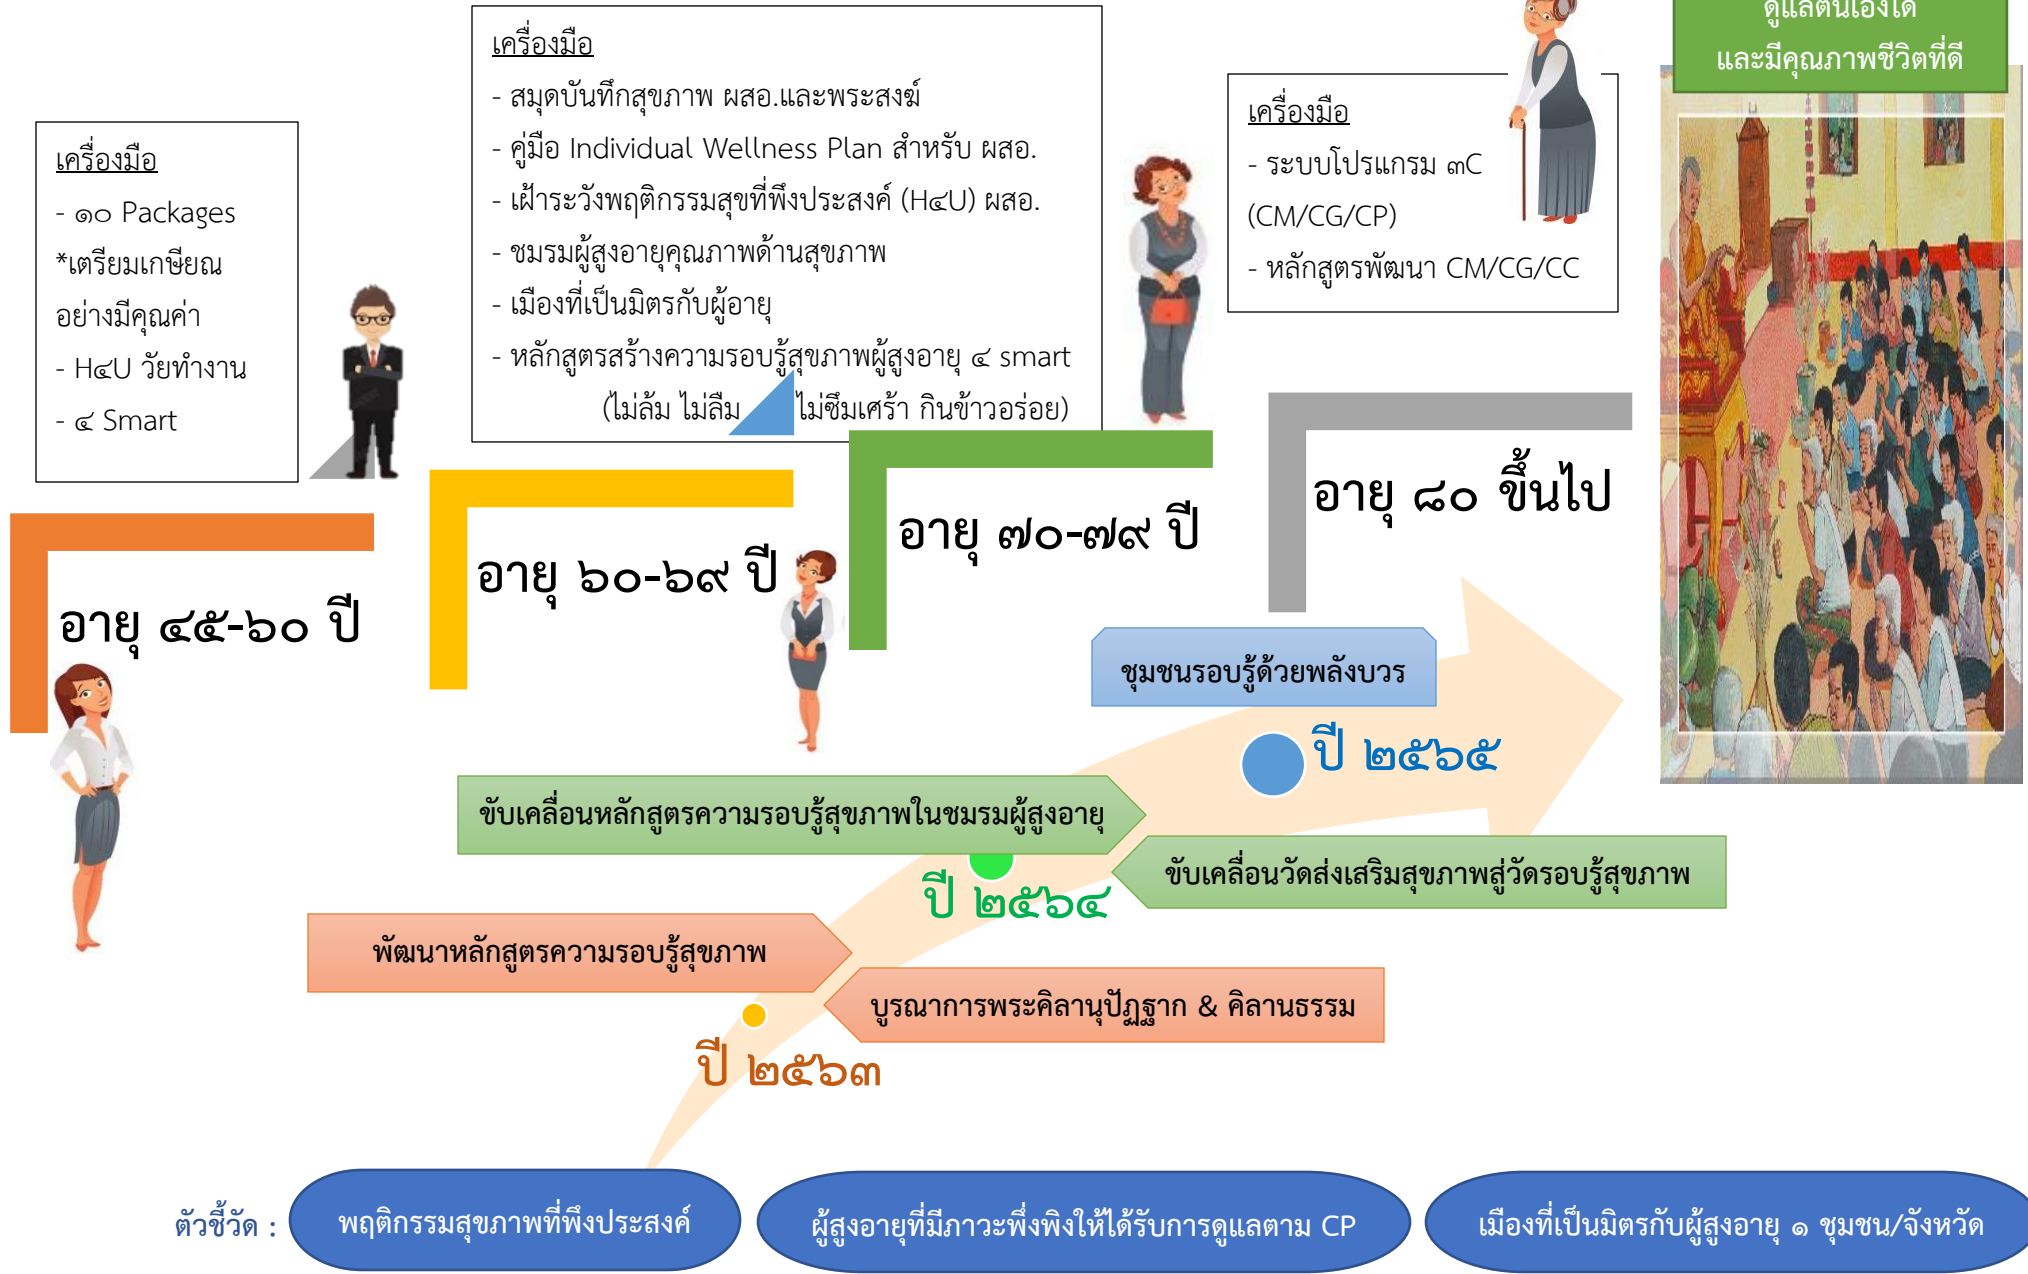 เครื่องมือ
- ๑๐ Packages
*เตรียมเกษียณ
อย่างมีคุณค่า
- H๔U วัยทำงาน
- ๔ Smart
เครื่องมือ
- สมุดบันทึกสุขภาพ ผสอ.และพระสงฆ์
- คู่มือ Individual Wellness Plan สำหรับ ผสอ.
- เฝ้าระวังพฤติกรรมสุขที่พึงประสงค์ (H๔U) ผสอ.
- ชมรมผู้สูงอายุคุณภาพด้านสุขภาพ
- เมืองที่เป็นมิตรกับผู้อายุ
- หลักสูตรสร้างความรอบรู้สุขภาพผู้สูงอายุ ๔ smart
(ไม่ล้ม ไม่ลืม ไม่ซึมเศร้า กินข้าวอร่อย)
เครื่องมือ
- ระบบโปรแกรม ๓C
(CM/CG/CP)
- หลักสูตรพัฒนา CM/CG/CC
ดูแลตนเองได้
และมีคุณภาพชีวิตที่ดี
อายุ ๔๕-๖๐ ปี
อายุ ๖๐-๖๙ ปี
อายุ ๗๐-๗๙ ปี
อายุ ๘๐ ขึ้นไป
ชุมชนรอบรู้ด้วยพลังบวร
ปี ๒๕๖๕
ขับเคลื่อนหลักสูตรความรอบรู้สุขภาพในชมรมผู้สูงอายุ
ขับเคลื่อนวัดส่งเสริมสุขภาพสู่วัดรอบรู้สุขภาพ
ปี ๒๕๖๔
พัฒนาหลักสูตรความรอบรู้สุขภาพ
บูรณาการพระคิลานุปัฏฐาก & คิลานธรรม
ปี ๒๕๖๓
ตัวชี้วัด :
พฤติกรรมสุขภาพที่พึงประสงค์
ผู้สูงอายุที่มีภาวะพึ่งพิงให้ได้รับการดูแลตาม CP
เมืองที่เป็นมิตรกับผู้สูงอายุ ๑ ชุมชน/จังหวัด